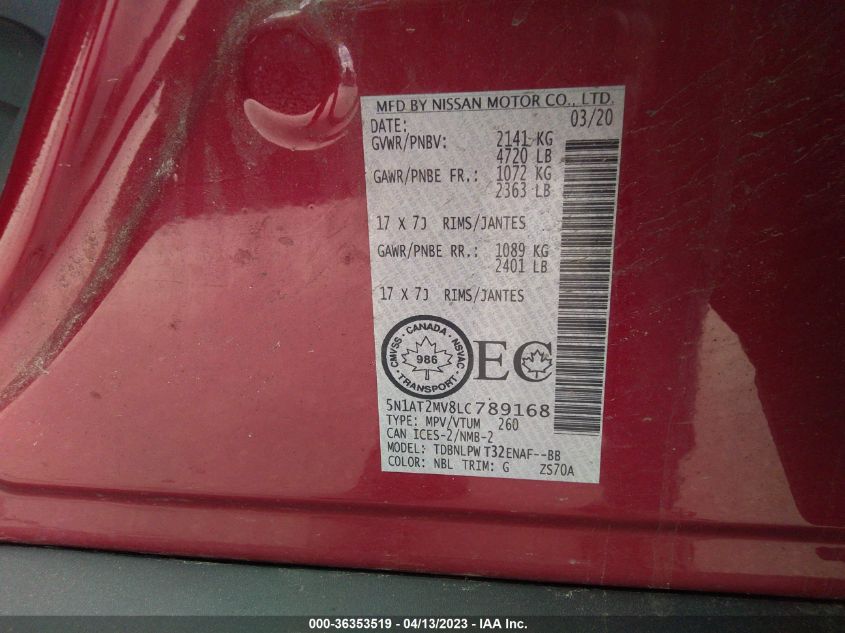 MFD BY NISSAN MOTOR CO., LTD.
DATE: 03/20
GVWR/PNBV: 2141 KG
4720 LB
GAWR/PNBE FR.: 1072 KG
2363 LB
17 X 7J RIMS/JANTES
GAWR/PNBE RR.: 1089 KG
2401 LB
17 X 7J RIMS/JANTES
CMVSS · CANADA · NSVAC · TRANSPORT
986
EC
5N1AT2MV8LC789168
TYPE: MPV/VTUM 260
CAN ICES-2/NMB-2
MODEL: TDBNLPW T32ENAF--BB
COLOR: NBL TRIM: G ZS70A
000-36353519 - 04/13/2023 - IAA Inc.